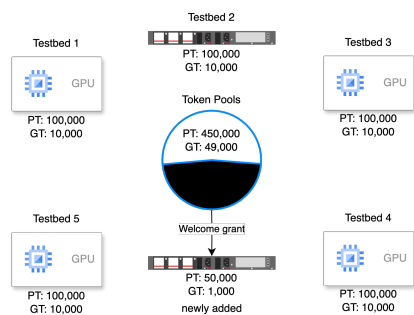 Testbed 2
Testbed 1
Testbed 3
GPU
PT: 100,000
GT: 10,000
GPU
PT: 100,000
GT: 10,000
PT: 100,000
GT: 10,000
Token Pools
PT: 450,000
GT: 49,000
Testbed 5
Welcome grant
Testbed 4
GPU
PT: 100,000
GT: 10,000
PT: 50,000
GT: 1,000
newly added
GPU
PT: 100,000
GT: 10,000